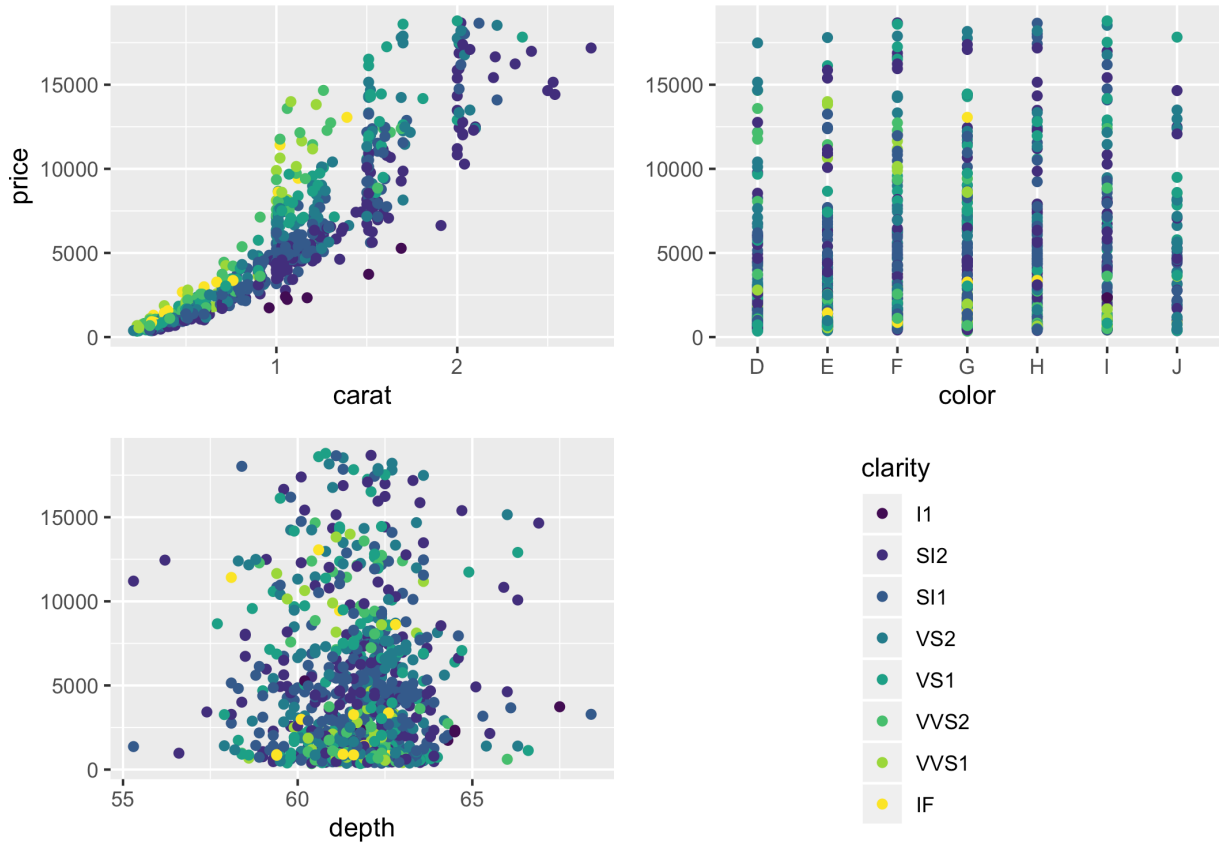 price
15000
10000
5000
0
1 2
carat
15000
10000
5000
0
D E F G H I J
color
15000
10000
5000
0
55 60 65
depth
clarity
I1
SI2
SI1
VS2
VS1
VVS2
VVS1
IF